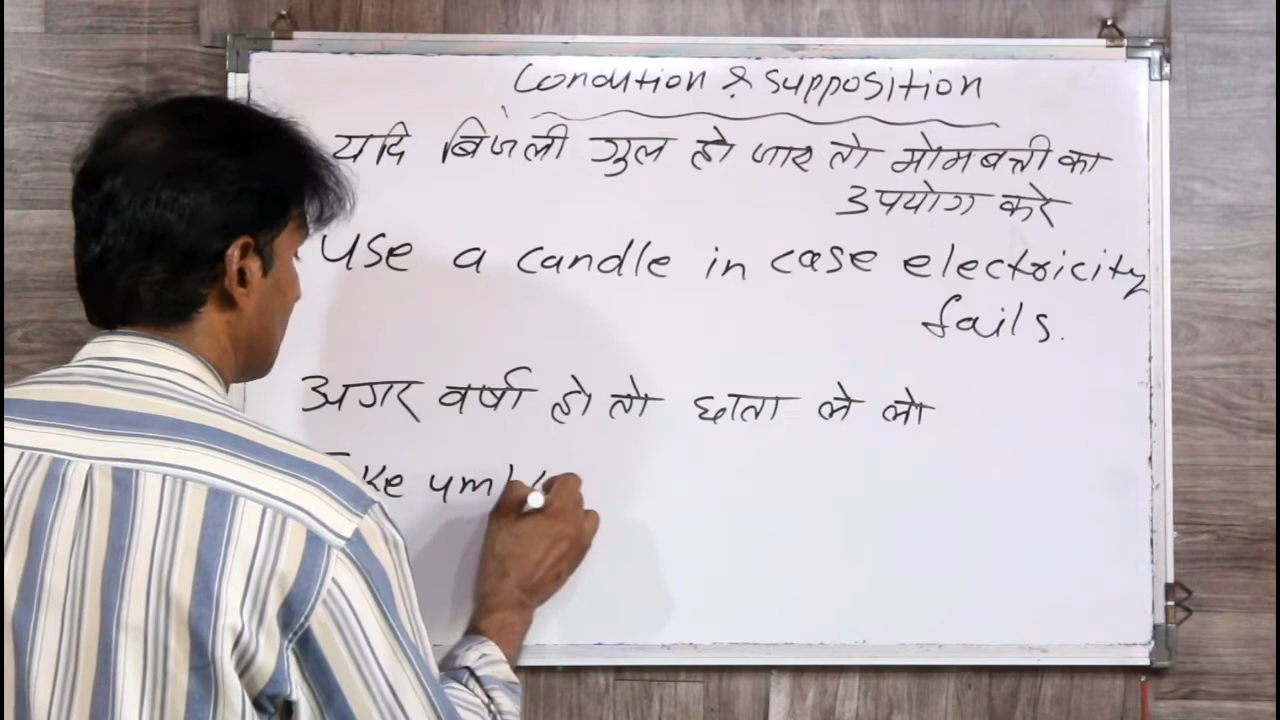 Condition & Supposition
यदि बिजली गुल हो जाए तो मोमबत्ती का
उपयोग करे
Use a candle in case electricity
fails.
अगर वर्षा हो तो छाता ले लो